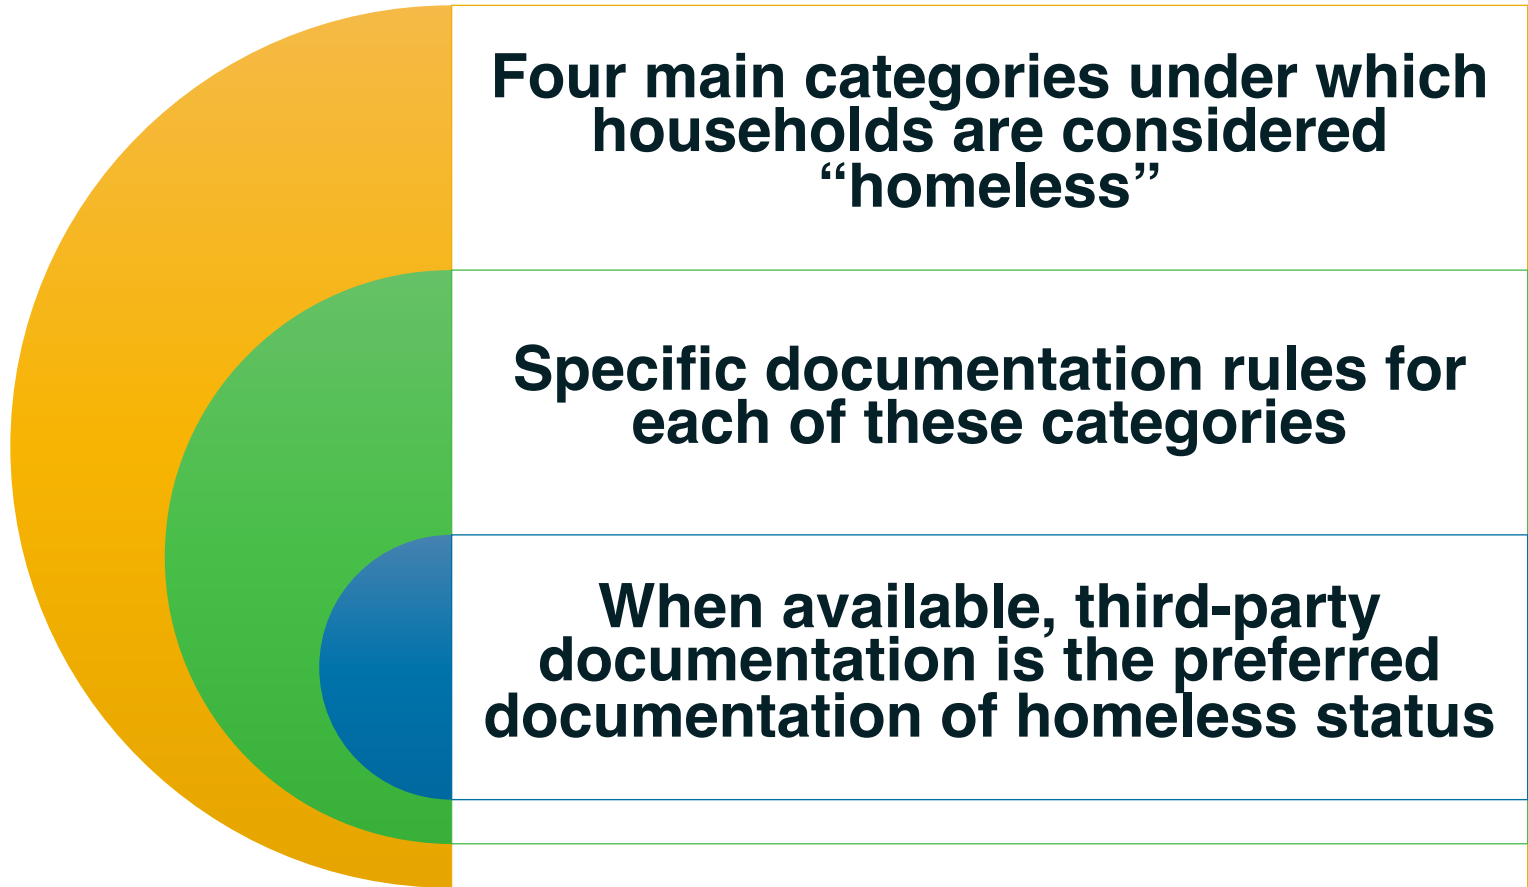 Four main categories under which
households are considered
“homeless”
Specific documentation rules for
each of these categories
When available, third-party
documentation is the preferred
documentation of homeless status